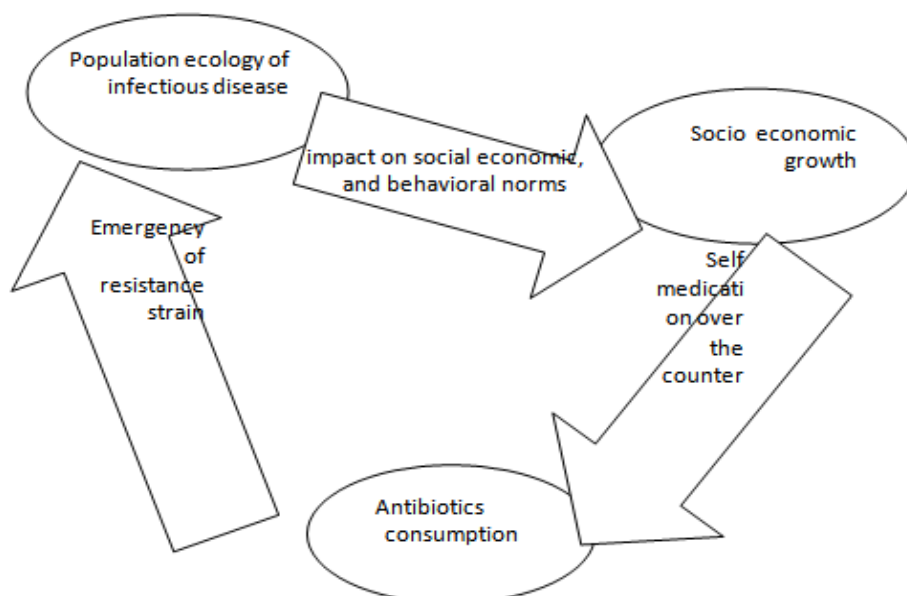 Population ecology of
infectious disease
impact on social economic,
and behavioral norms
Socio economic
growth
Self
medicati
on over
the
counter
Antibiotics
consumption
Emergency
of
resistance
strain